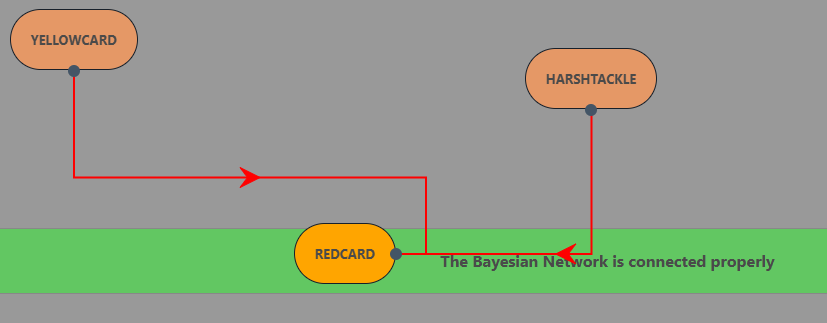 YELLOWCARD
HARSHTACKLE
REDCARD
The Bayesian Network is connected properly